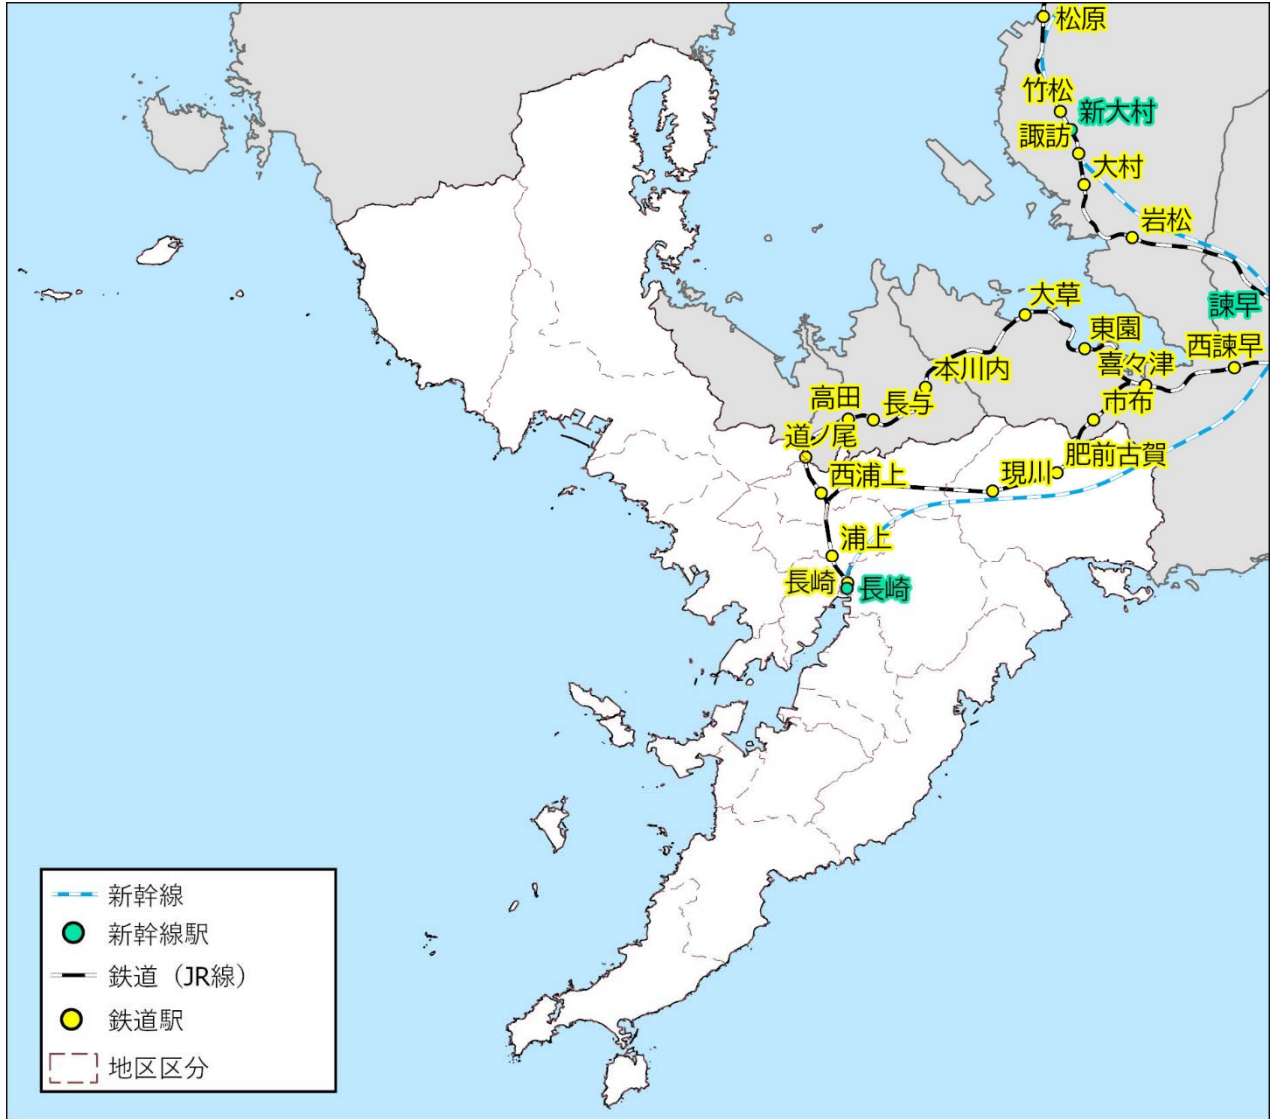 松原
竹松
新大村
諏訪
大村
岩松
諫早
大草
東園
西諫早
喜々津
本川内
市布
高田
長与
道ノ尾
肥前古賀
西浦上
現川
浦上
長崎
長崎
新幹線
新幹線駅
鉄道（JR線）
鉄道駅
地区区分